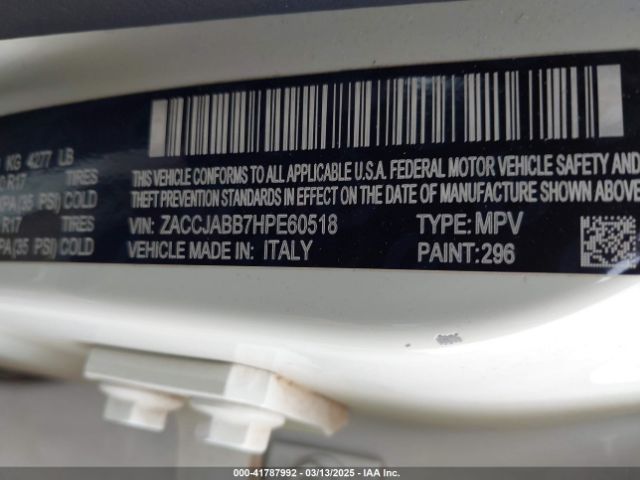 KG 4277 LB
R17 TIRES
KPA(35 PSI) COLD
R17 TIRES
PA(35 PSI) COLD
THIS VEHICLE CONFORMS TO ALL APPLICABLE U.S.A. FEDERAL MOTOR VEHICLE SAFETY AND
THEFT PREVENTION STANDARDS IN EFFECT ON THE DATE OF MANUFACTURE SHOWN ABOVE
VIN: ZACCJABB7HPE60518 TYPE: MPV
VEHICLE MADE IN: ITALY PAINT: 296
000-41787992 — 03/13/2025 — IAA Inc.